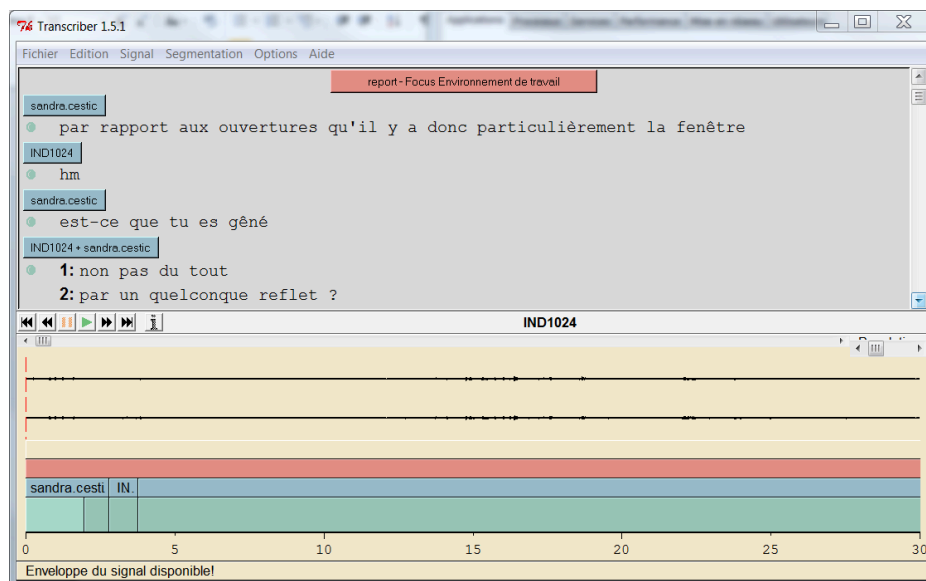 Transcriber 1.5.1
Fichier Edition Signal Segmentation Options Aide
report - Focus Environnement de travail
sandra.cestic
par rapport aux ouvertures qu'il y a donc particulièrement la fenêtre
IND1024
hm
sandra.cestic
est-ce que tu es gêné
IND1024 + sandra.cestic
1: non pas du tout
2: par un quelconque reflet ?
IND1024
sandra.cesti IN.
0 5 10 15 20 25 30
Enveloppe du signal disponible!